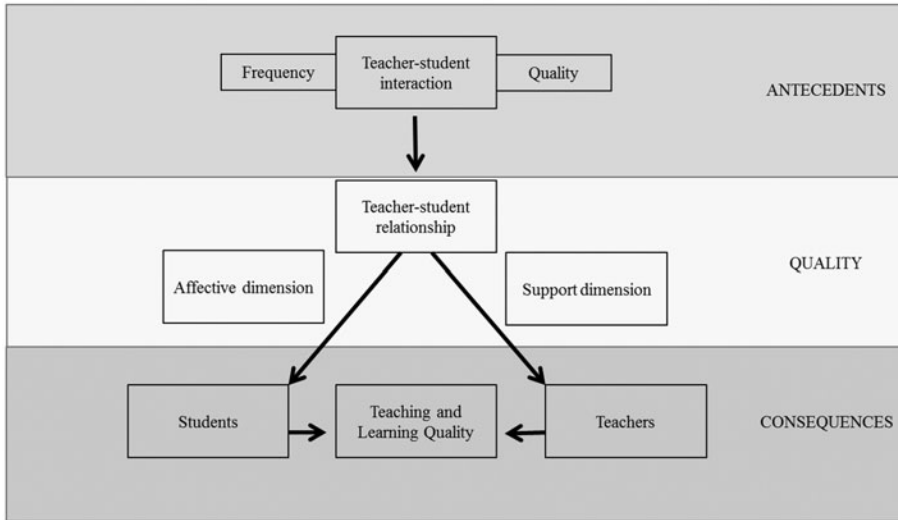 Frequency
Teacher-student
interaction
Quality
ANTECEDENTS
Teacher-student
relationship
Affective dimension
Support dimension
QUALITY
Students
Teaching and
Learning Quality
Teachers
CONSEQUENCES